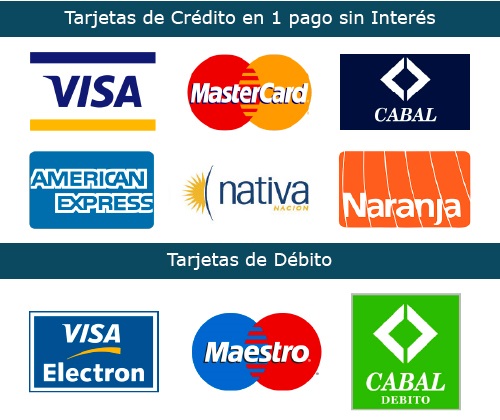 Tarjetas de Crédito en 1 pago sin Interés
VISA
MasterCard
CABAL
AMERICAN
EXPRESS
nativa
NACION
Naranja
Tarjetas de Débito
VISA
Electron
Maestro
CABAL
DEBITO